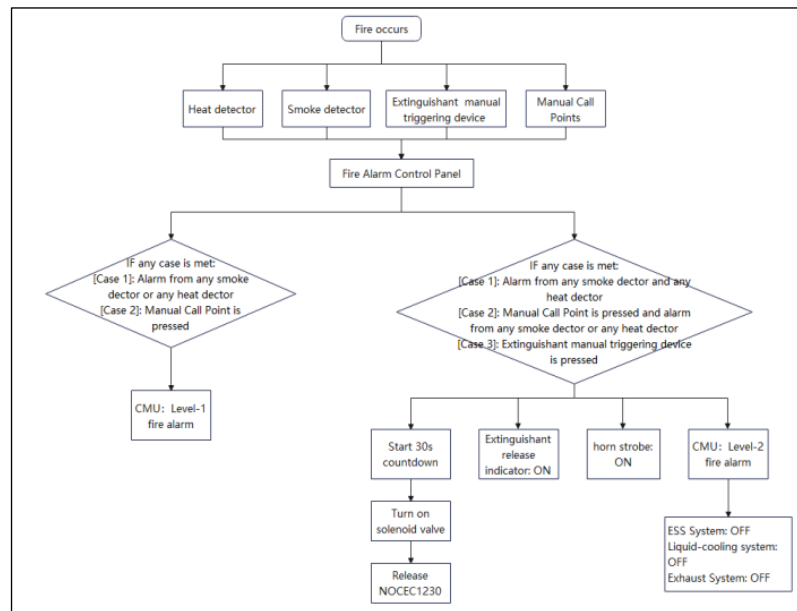 Fire occurs
Heat detector
Smoke detector
Extinguishant manual
triggering device
Manual Call
Points
Fire Alarm Control Panel
IF any case is met:
[Case 1]: Alarm from any smoke
dector or any heat dector
[Case 2]: Manual Call Point is
pressed
IF any case is met:
[Case 1]: Alarm from any smoke dector and any
heat dector
[Case 2]: Manual Call Point is pressed and alarm
from any smoke dector or any heat dector
[Case 3]: Extinguishant manual triggering device
is pressed
CMU: Level-1
fire alarm
Start 30s
countdown
Extinguishant
release
indicator: ON
horn strobe:
ON
CMU: Level-2
fire alarm
Turn on
solenoid valve
Release
NOCEC1230
ESS System: OFF
Liquid-cooling system:
OFF
Exhaust System: OFF